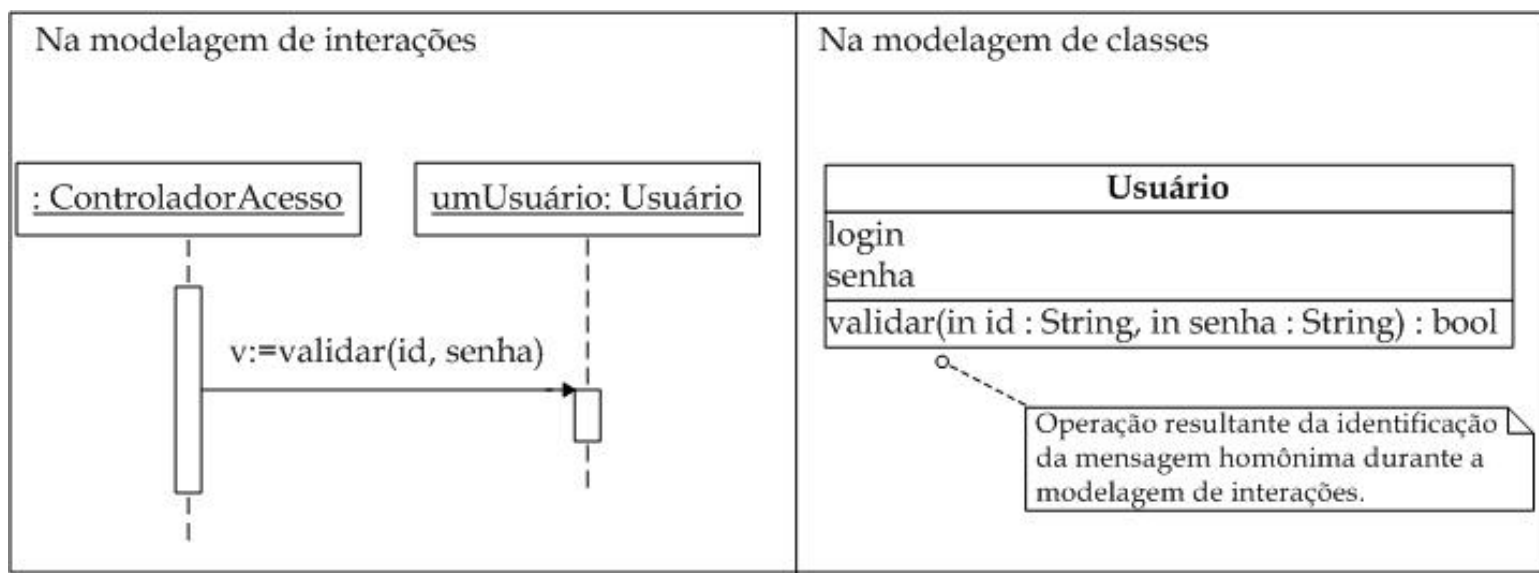 Na modelagem de interações
: ControladorAcesso
umUsuário: Usuário
v:=validar(id, senha)
Na modelagem de classes
Usuário
login
senha
validar(in id : String, in senha : String) : bool
Operação resultante da identificação
da mensagem homônima durante a
modelagem de interações.